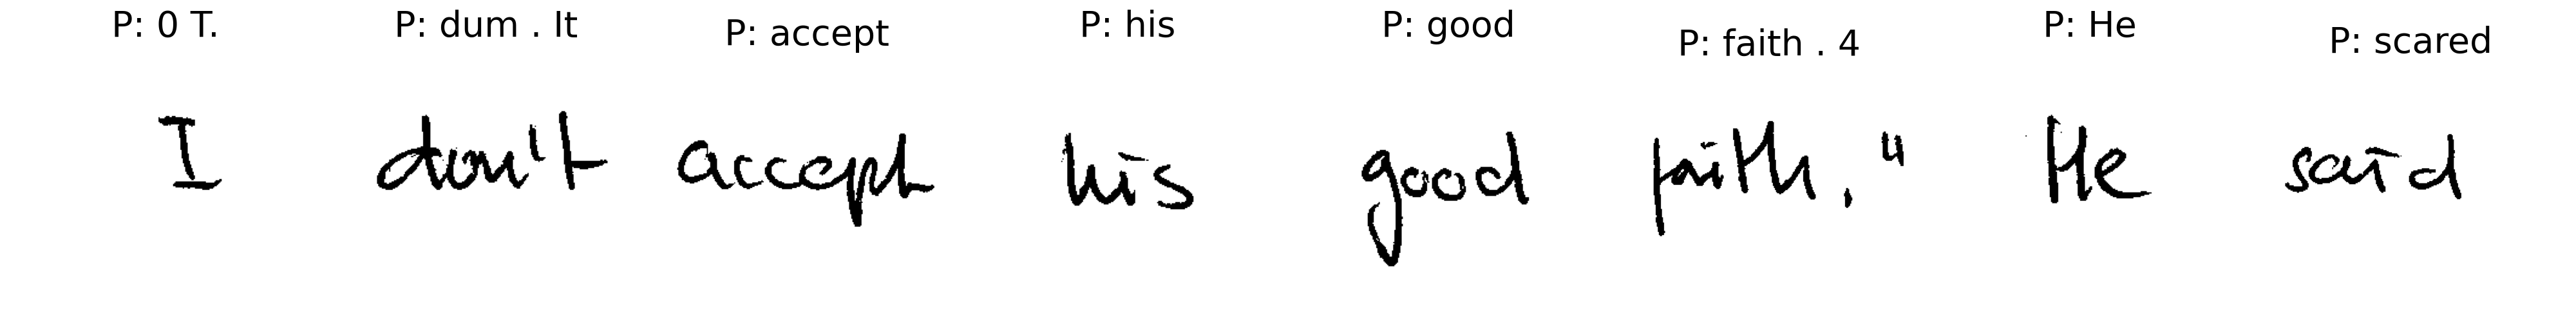 P: 0 T. P: dum . It P: accept P: his P: good P: faith . 4 P: He P: scared
I don't accept his good faith." He said